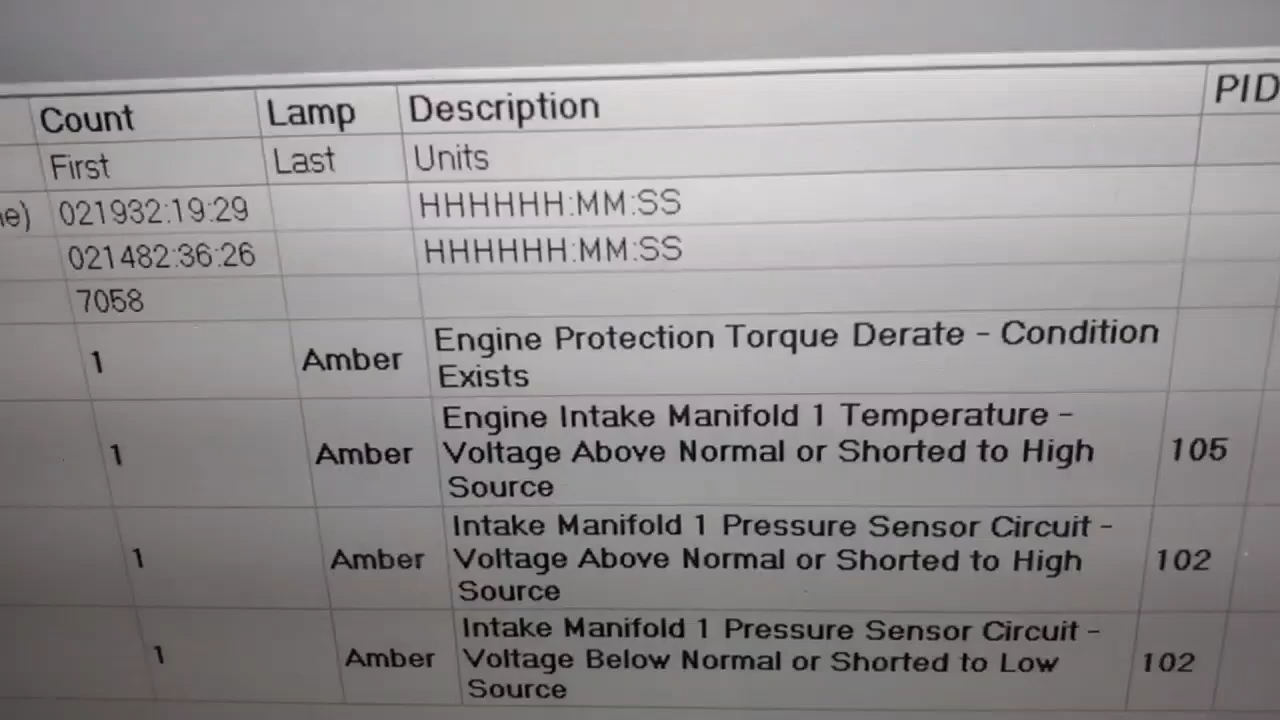 Count Lamp Description PID
First Last Units
ne) 021932:19:29 HHHHHH:MM:SS
021482:36:26 HHHHHH:MM:SS
7058
1 Amber Engine Protection Torque Derate - Condition
Exists
1 Amber Engine Intake Manifold 1 Temperature -
Voltage Above Normal or Shorted to High 105
Source
1 Amber Intake Manifold 1 Pressure Sensor Circuit -
Voltage Above Normal or Shorted to High 102
Source
1 Amber Intake Manifold 1 Pressure Sensor Circuit -
Voltage Below Normal or Shorted to Low 102
Source